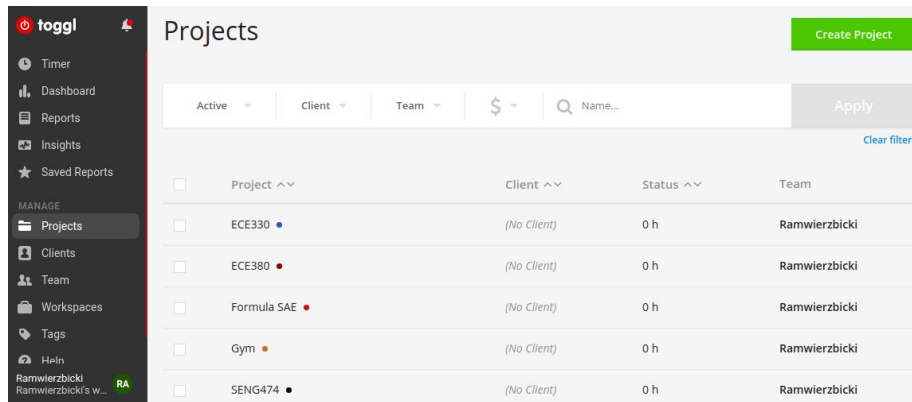 toggl
Timer
Dashboard
Reports
Insights
Saved Reports
MANAGE
Projects
Clients
Team
Workspaces
Tags
Help
Ramwierzbicki
Ramwierzbicki's w...
RA
Projects
Create Project
Active Client Team $ Name... Apply
Clear filter
Project Client Status Team
ECE330 (No Client) 0 h Ramwierzbicki
ECE380 (No Client) 0 h Ramwierzbicki
Formula SAE (No Client) 0 h Ramwierzbicki
Gym (No Client) 0 h Ramwierzbicki
SENG474 (No Client) 0 h Ramwierzbicki